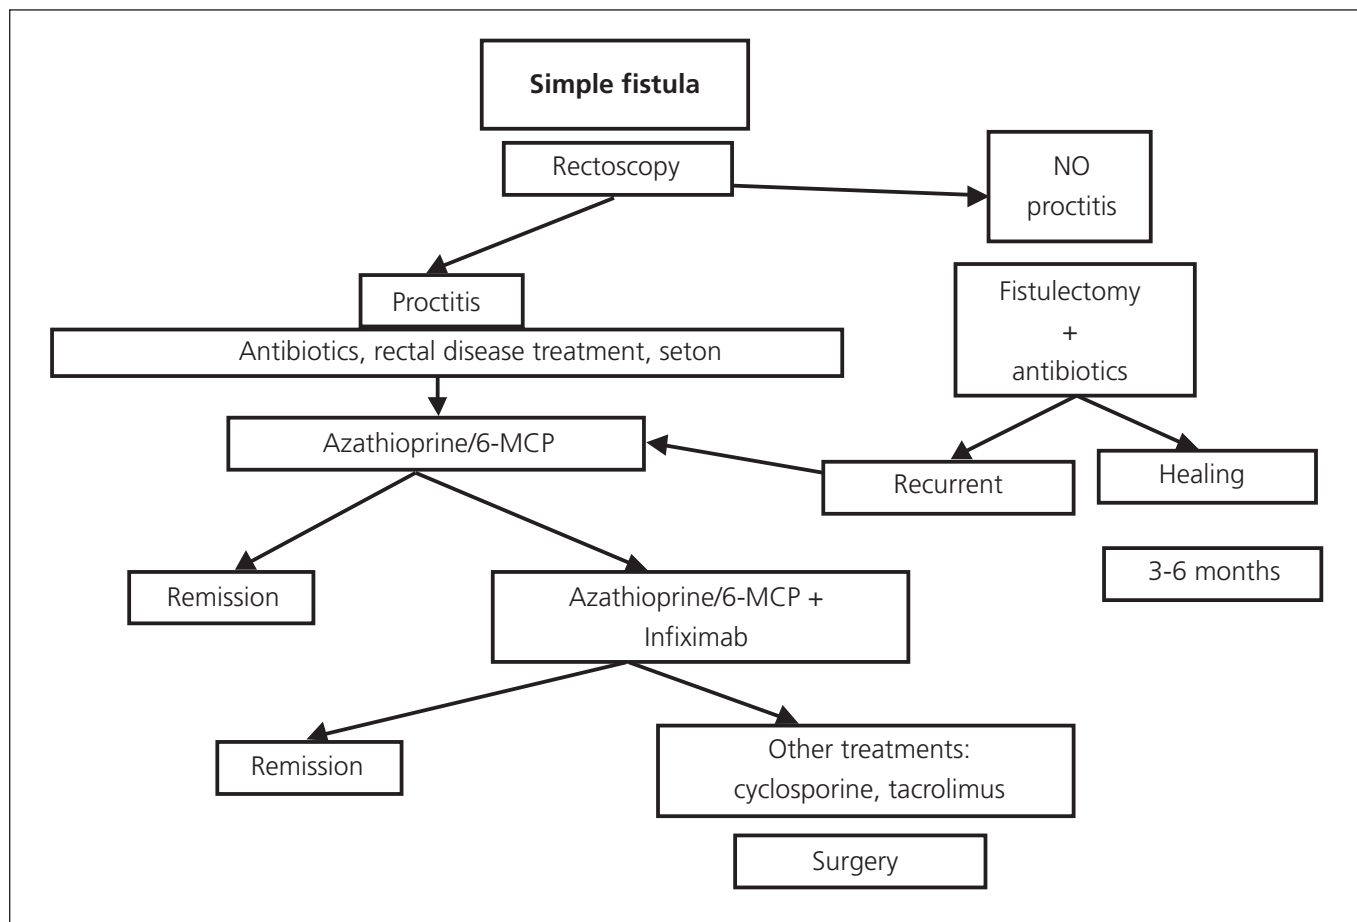 Simple fistula
Rectoscopy
NO
proctitis
Proctitis
Fistulectomy
+
antibiotics
Antibiotics, rectal disease treatment, seton
Azathioprine/6-MCP
Recurrent
Healing
3-6 months
Remission
Azathioprine/6-MCP +
Infiximab
Remission
Other treatments:
cyclosporine, tacrolimus
Surgery